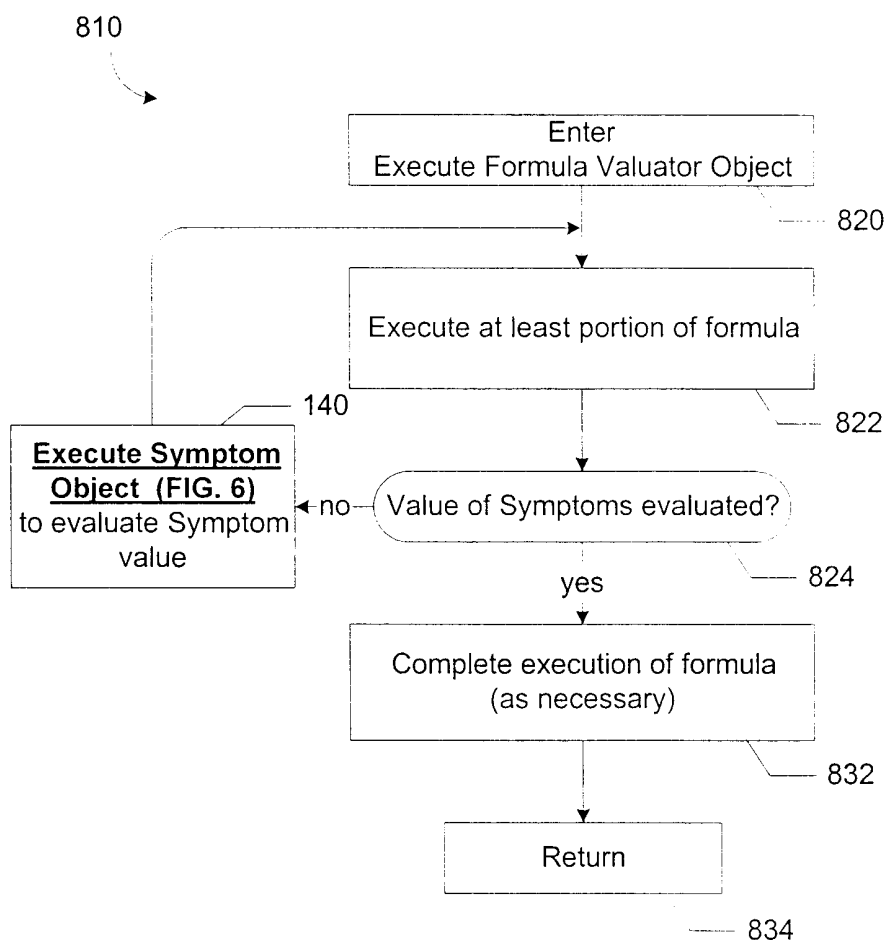 810
Enter
Execute Formula Valuator Object
820
Execute at least portion of formula
822
140
Execute Symptom
Object (FIG. 6)
to evaluate Symptom
value
no
Value of Symptoms evaluated?
824
yes
Complete execution of formula
(as necessary)
832
Return
834